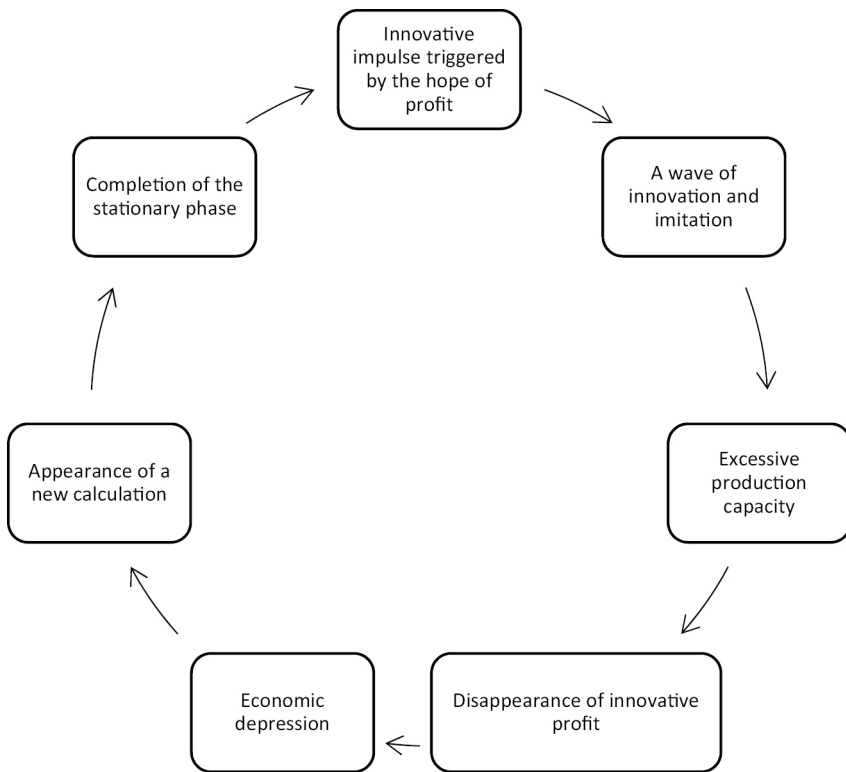 Innovative
impulse triggered
by the hope of
profit
A wave of
innovation and
imitation
Excessive
production
capacity
Disappearance of innovative
profit
Economic
depression
Appearance of a
new calculation
Completion of the
stationary phase